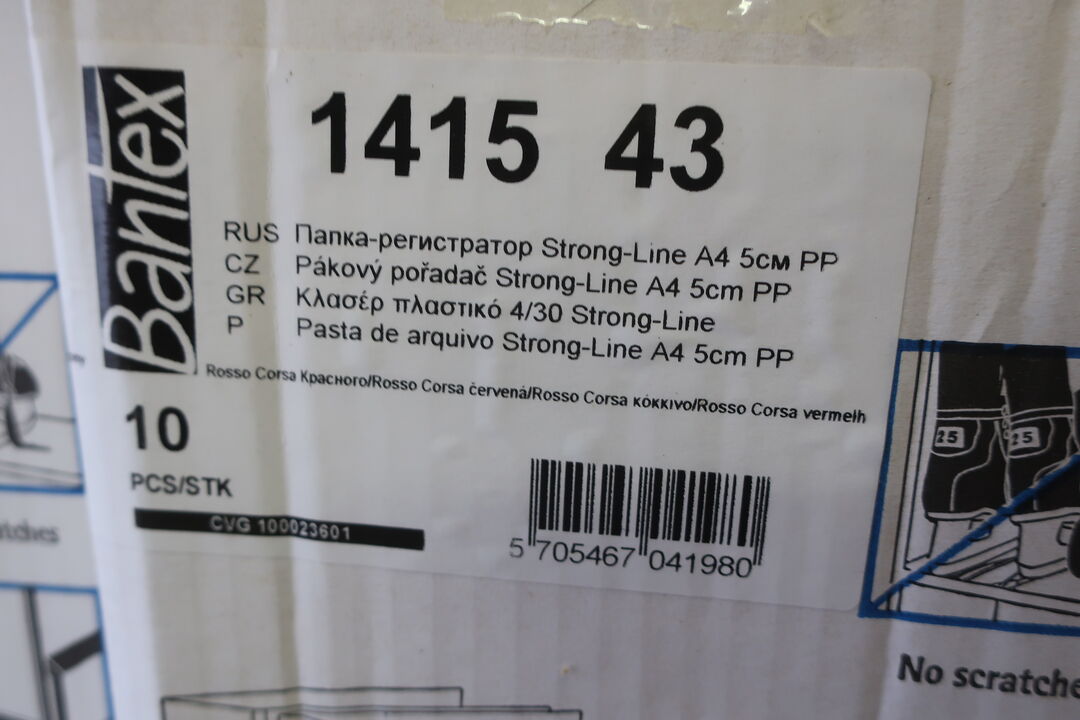 Bantex
1415 43
RUS Папка-регистратор Strong-Line A4 5см PP
CZ Pákový pořadač Strong-Line A4 5cm PP
GR Κλασέρ πλαστικό 4/30 Strong-Line
P Pasta de arquivo Strong-Line A4 5cm PP
Rosso Corsa Красного/Rosso Corsa červená/Rosso Corsa κόκκινο/Rosso Corsa vermelh
10
PCS/STK
CVG 100023601
5 705467 041980
25 25
No scratche